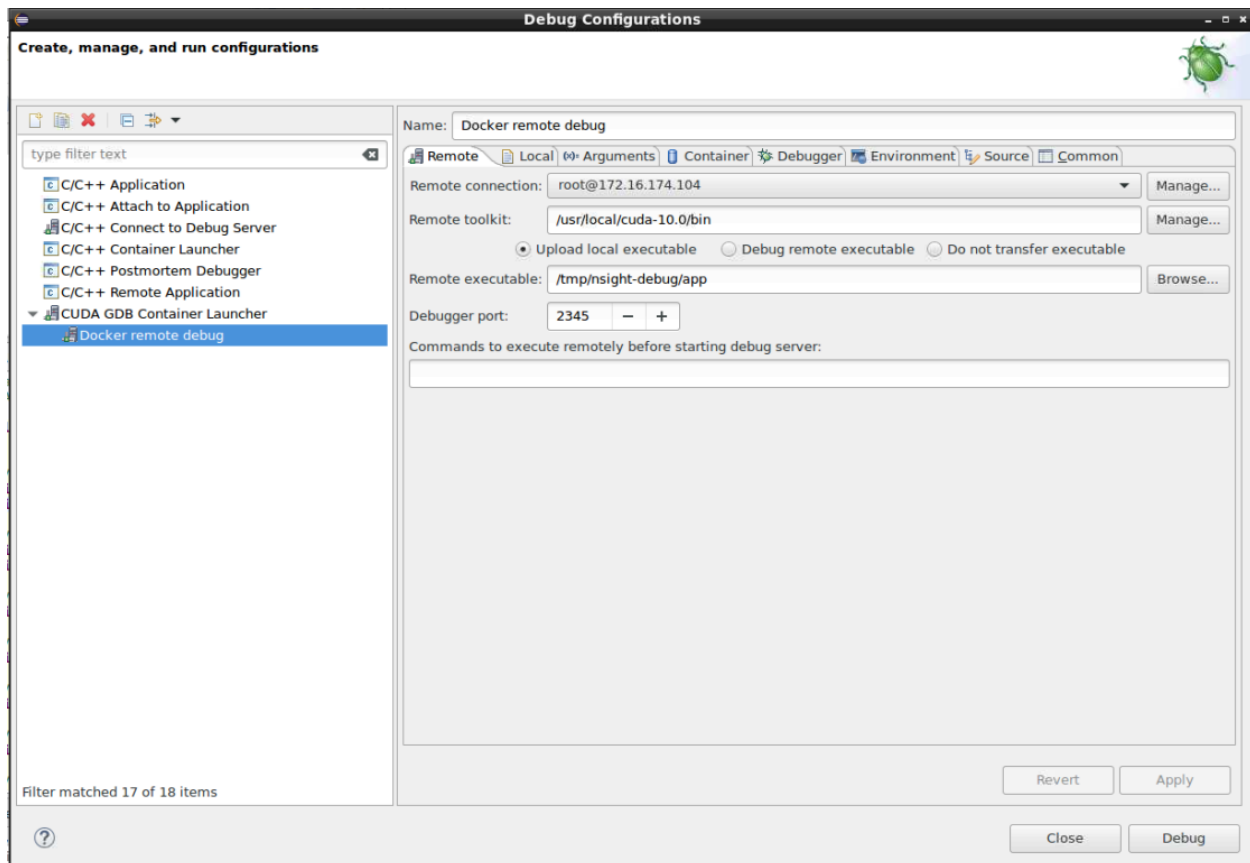 Debug Configurations
Create, manage, and run configurations
type filter text
C/C++ Application
C/C++ Attach to Application
C/C++ Connect to Debug Server
C/C++ Container Launcher
C/C++ Postmortem Debugger
C/C++ Remote Application
CUDA GDB Container Launcher
Docker remote debug
Filter matched 17 of 18 items
Name: Docker remote debug
Remote Local Arguments Container Debugger Environment Source Common
Remote connection: root@172.16.174.104 Manage...
Remote toolkit: /usr/local/cuda-10.0/bin Manage...
Upload local executable Debug remote executable Do not transfer executable
Remote executable: /tmp/nsight-debug/app Browse...
Debugger port: 2345 − +
Commands to execute remotely before starting debug server:
Revert Apply
? Close Debug